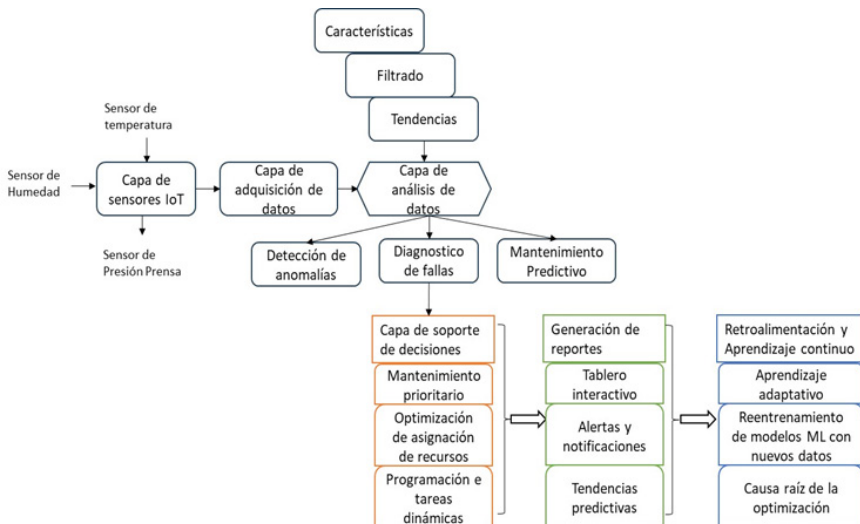 Características
Filtrado
Tendencias
Sensor de
temperatura
Sensor de
Humedad
Capa de
sensores IoT
Capa de
adquisición de
datos
Capa de
análisis de
datos
Sensor de
Presión Prensa
Detección de
anomalías
Diagnostico
de fallas
Mantenimiento
Predictivo
Capa de soporte
de decisiones
Mantenimiento
prioritario
Optimización
de asignación
de recursos
Programación e
tareas
dinámicas
Generación de
reportes
Tablero
interactivo
Alertas y
notificaciones
Tendencias
predictivas
Retroalimentación y
Aprendizaje continuo
Aprendizaje
adaptativo
Reentrenamiento
de modelos ML con
nuevos datos
Causa raíz de la
optimización